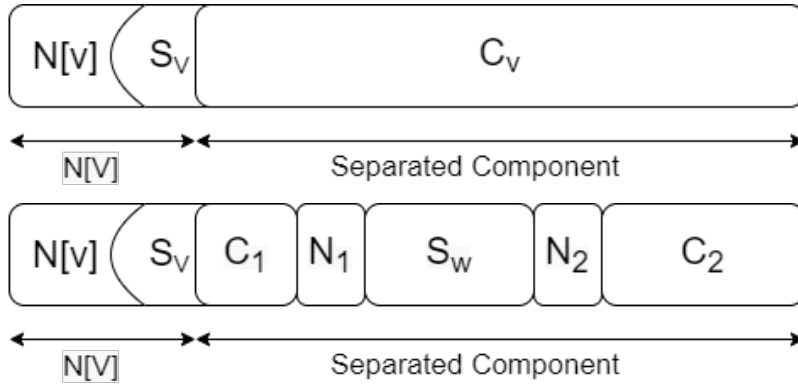 N[v] S_v C_v
N[V] Separated Component
N[v] S_v C_1 N_1 S_w N_2 C_2
N[V] Separated Component